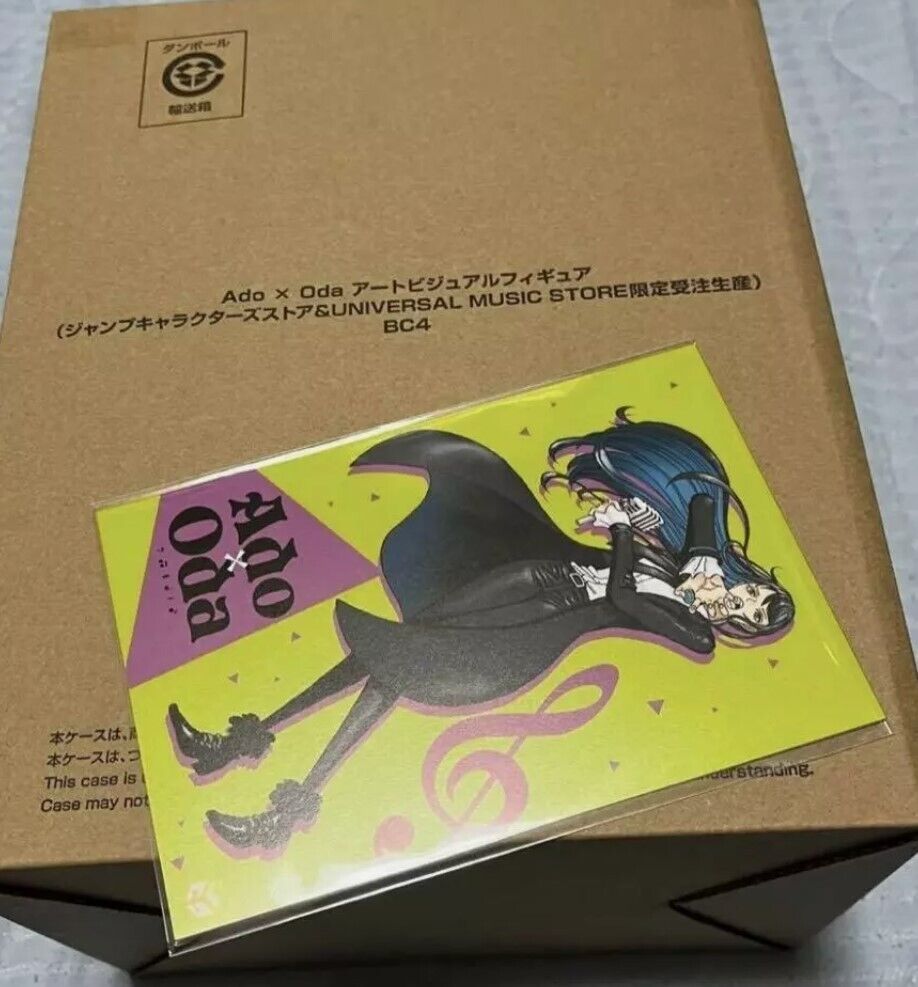 ダンボール
輸送箱
Ado × Oda アートビジュアルフィギュア
(ジャンプキャラクターズストア&UNIVERSAL MUSIC STORE限定受注生産)
BC4
Ado
×
Oda
本ケースは、
本ケースは、つ
This case is
Case may not
understanding.